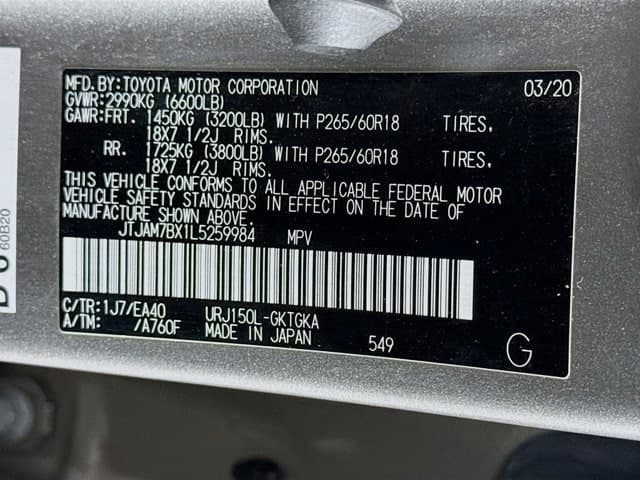 MFD.BY:TOYOTA MOTOR CORPORATION 03/20
GVWR:2990KG (6600LB)
GAWR:FRT. 1450KG (3200LB) WITH P265/60R18 TIRES,
18X7 1/2J RIMS.
RR. 1725KG (3800LB) WITH P265/60R18 TIRES,
18X7 1/2J RIMS.
THIS VEHICLE CONFORMS TO ALL APPLICABLE FEDERAL MOTOR
VEHICLE SAFETY STANDARDS IN EFFECT ON THE DATE OF
MANUFACTURE SHOWN ABOVE.
JTJAM7BX1L5259984 MPV
C/TR:1J7/EA40 URJ150L-GKTGKA
A/TM: /A760F MADE IN JAPAN 549 G
60B20